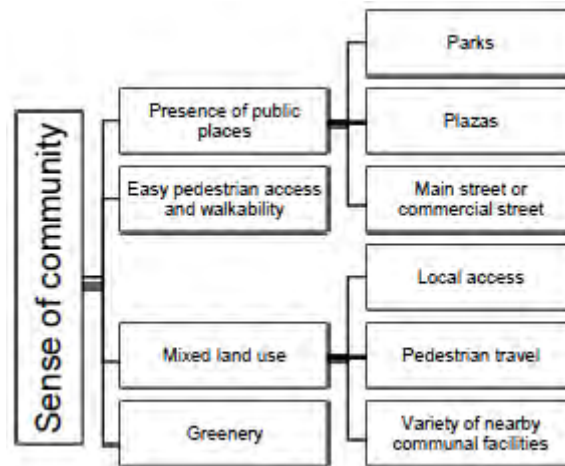 Sense of community
Presence of public
places
Easy pedestrian access
and walkability
Mixed land use
Greenery
Parks
Plazas
Main street or
commercial street
Local access
Pedestrian travel
Variety of nearby
communal facilities